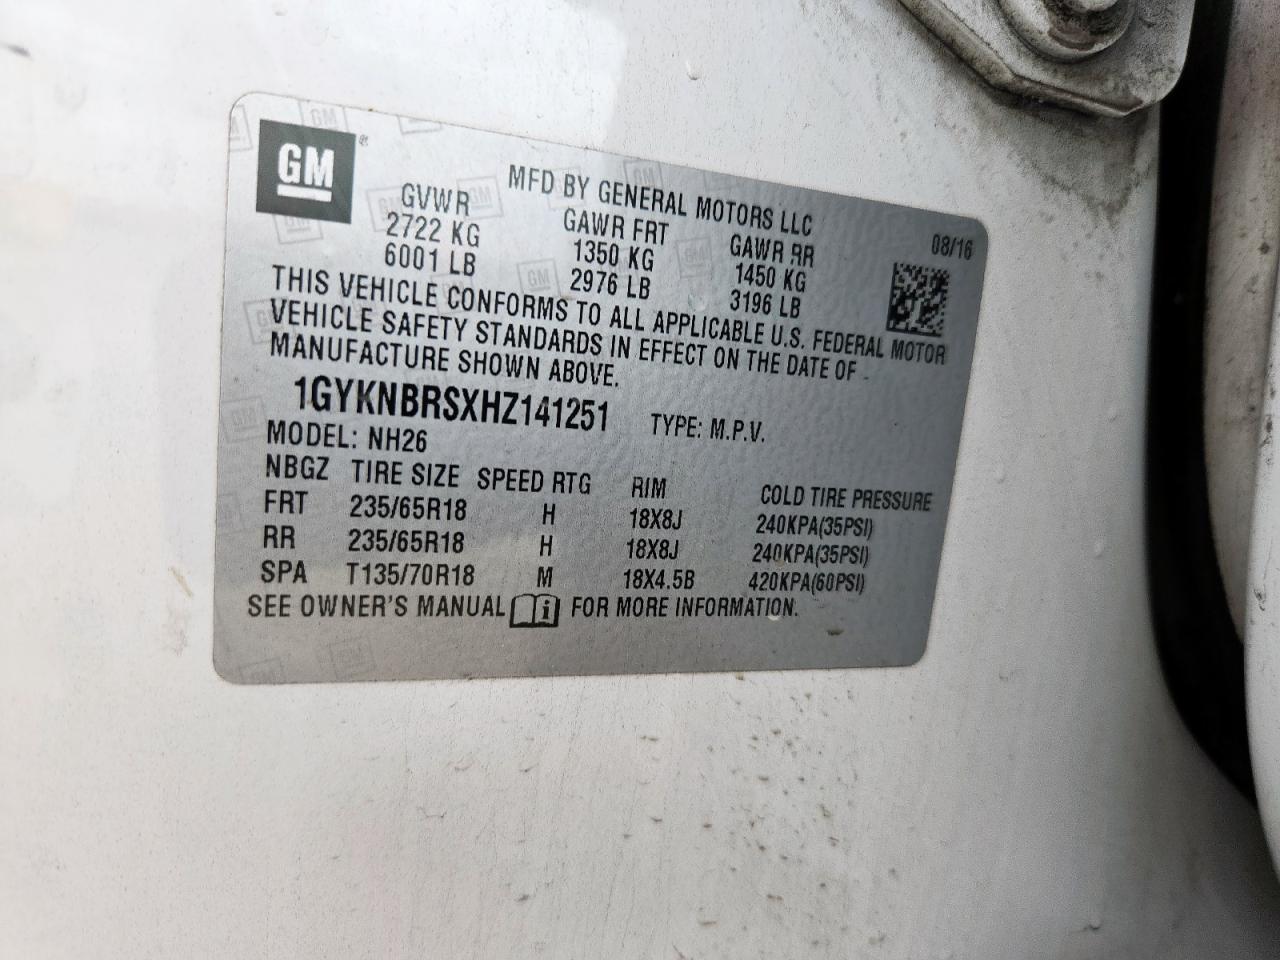 GM ®
MFD BY GENERAL MOTORS LLC
08/16
GVWR GAWR FRT GAWR RR
2722 KG 1350 KG 1450 KG
6001 LB 2976 LB 3196 LB
THIS VEHICLE CONFORMS TO ALL APPLICABLE U.S. FEDERAL MOTOR
VEHICLE SAFETY STANDARDS IN EFFECT ON THE DATE OF
MANUFACTURE SHOWN ABOVE.
1GYKNBRSXHZ141251 TYPE: M.P.V.
MODEL: NH26
NBGZ TIRE SIZE SPEED RTG RIM COLD TIRE PRESSURE
FRT 235/65R18 H 18X8J 240KPA(35PSI)
RR 235/65R18 H 18X8J 240KPA(35PSI)
SPA T135/70R18 M 18X4.5B 420KPA(60PSI)
SEE OWNER'S MANUAL i FOR MORE INFORMATION.